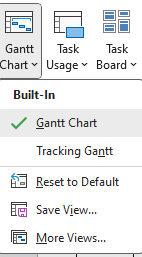 Gantt Task Task
Chart Usage Board
Built-In
Gantt Chart
Tracking Gantt
Reset to Default
Save View...
More Views...